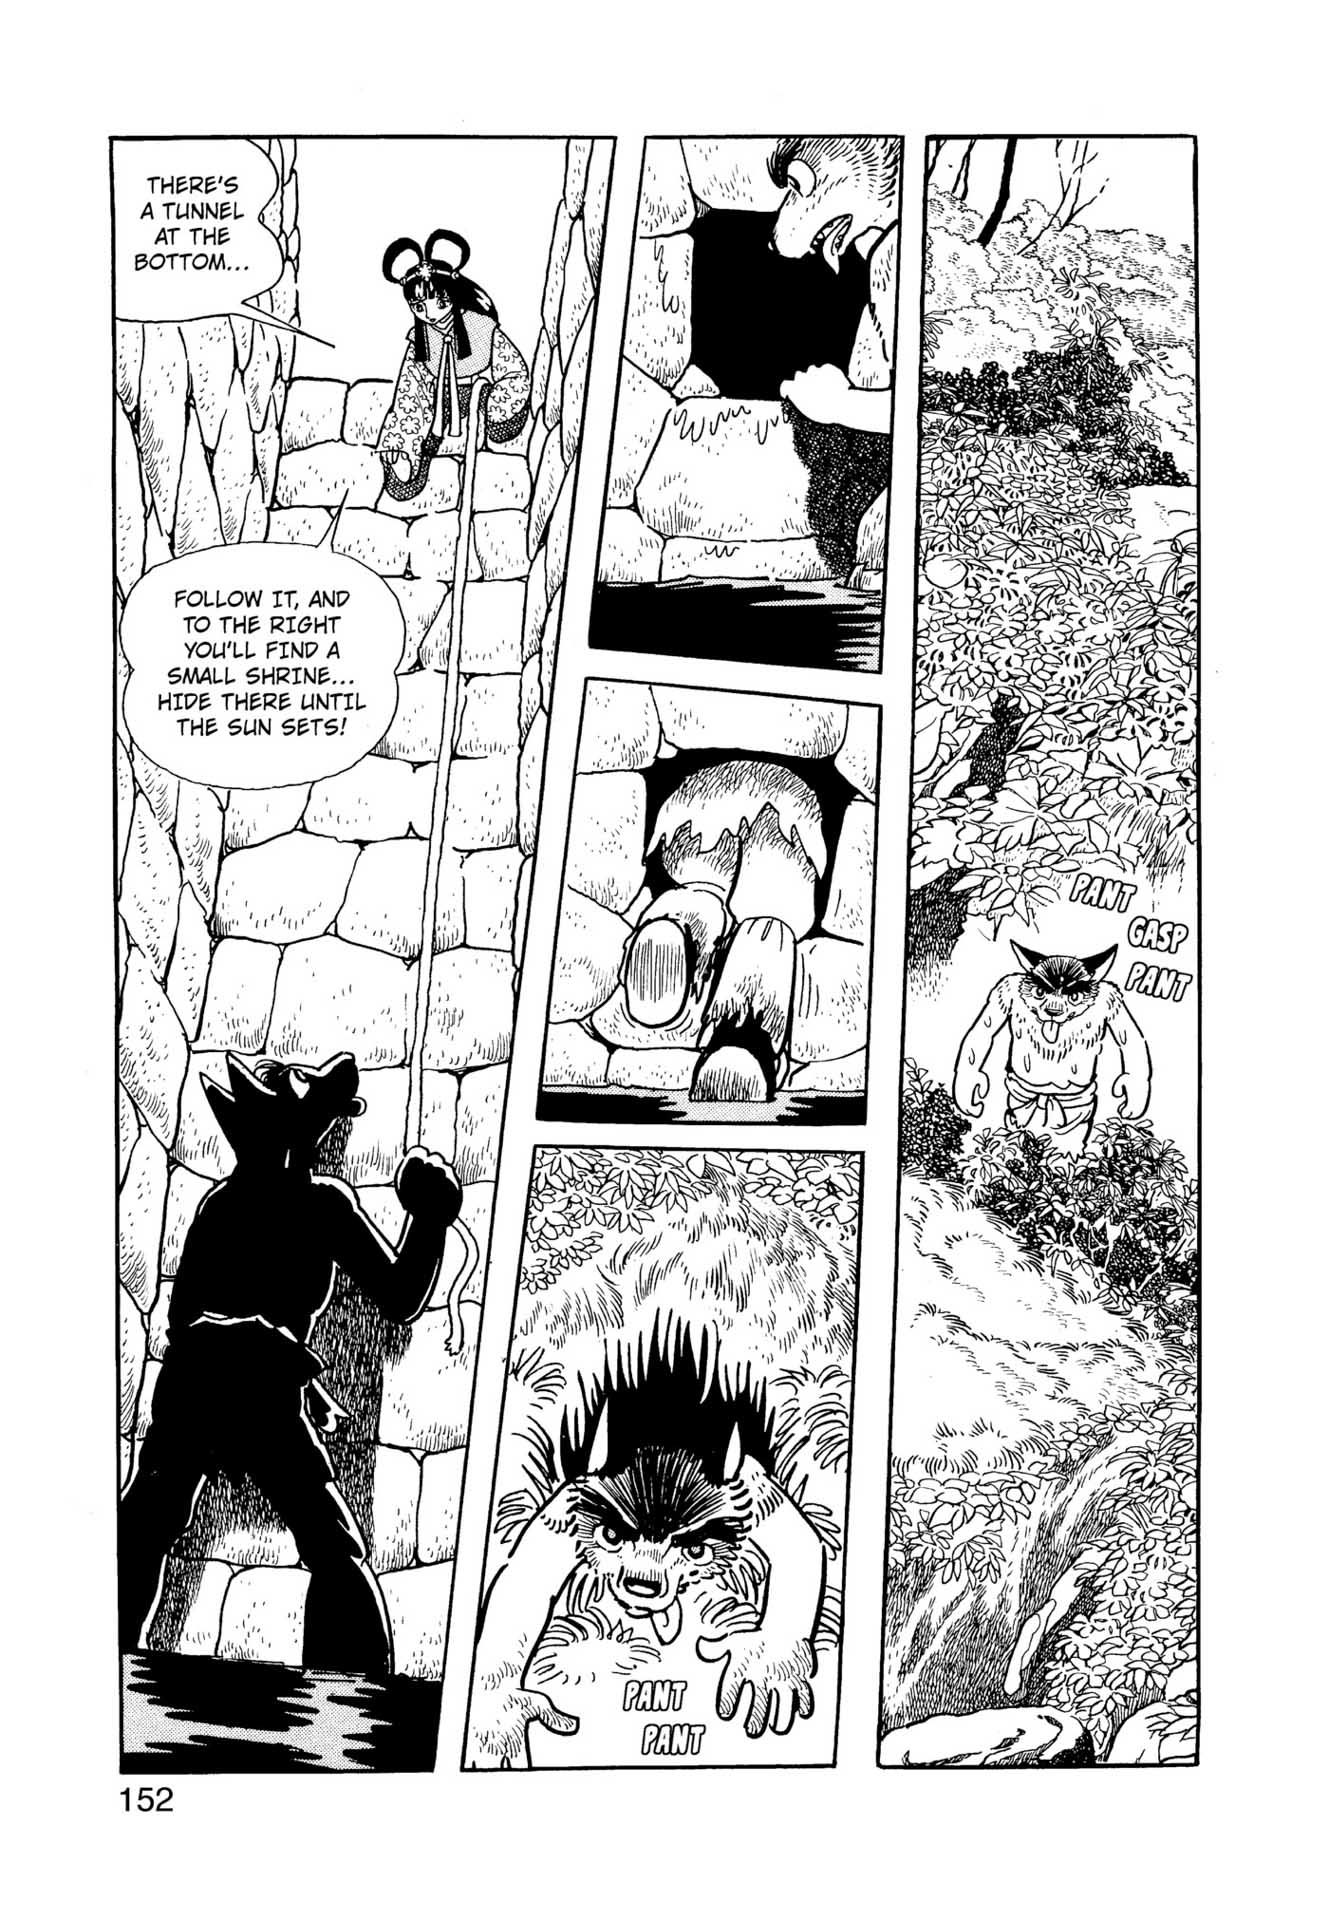 THERE'S
A TUNNEL
AT THE
BOTTOM...
FOLLOW IT, AND
TO THE RIGHT
YOU'LL FIND A
SMALL SHRINE...
HIDE THERE UNTIL
THE SUN SETS!
PANT
PANT
PANT
GASP
PANT
152